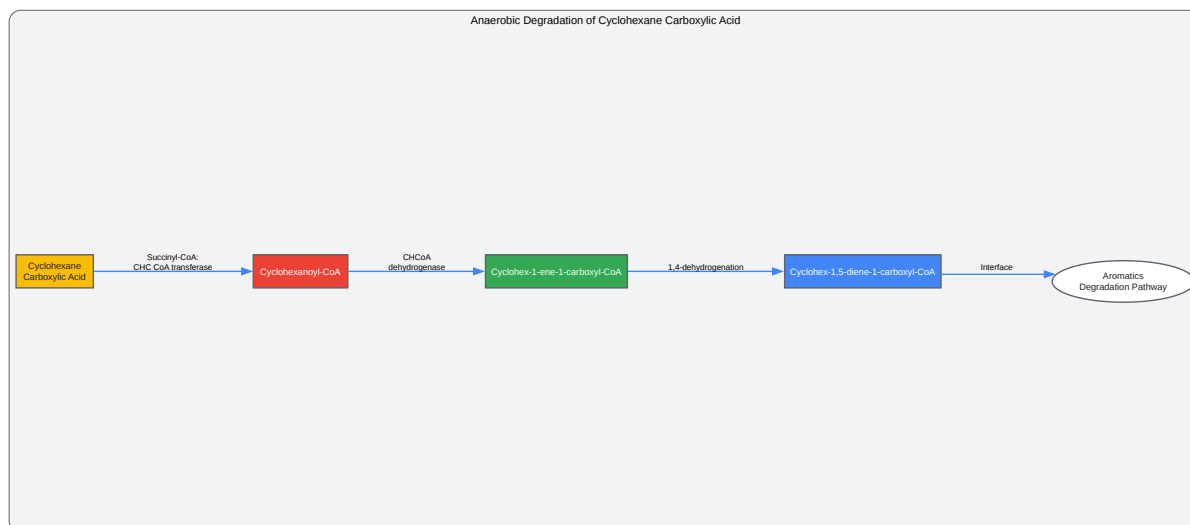 Anaerobic Degradation of Cyclohexane Carboxylic Acid
Cyclohexane
Carboxylic Acid
Succinyl-CoA:
CHC CoA transferase
Cyclohexanoyl-CoA
CHCoA
dehydrogenase
Cyclohex-1-ene-1-carboxyl-CoA
1,4-dehydrogenation
Cyclohex-1,5-diene-1-carboxyl-CoA
Interface
Aromatics
Degradation Pathway